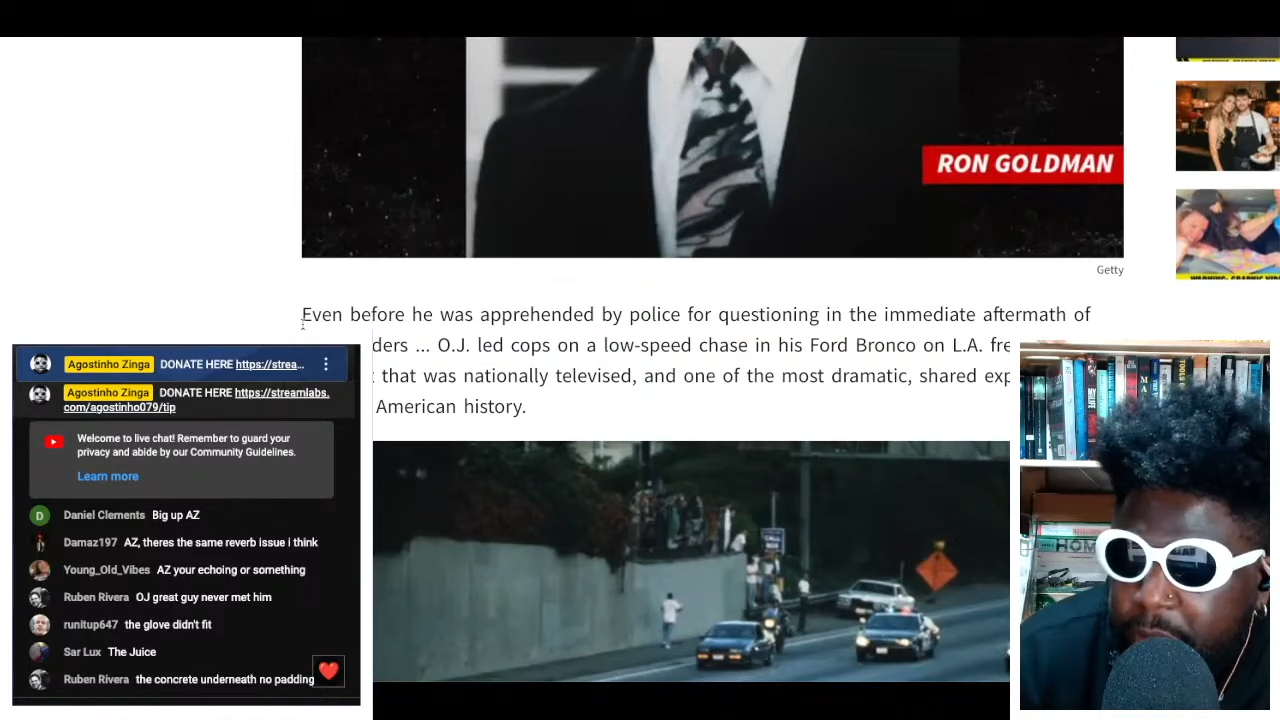 RON GOLDMAN
Getty
Even before he was apprehended by police for questioning in the immediate aftermath of
ders ... O.J. led cops on a low-speed chase in his Ford Bronco on L.A. fre
that was nationally televised, and one of the most dramatic, shared exp
American history.
CALL
BOX
Agostinho Zinga DONATE HERE https://strea...
Agostinho Zinga DONATE HERE https://streamlabs.
com/agostinho079/tip
Welcome to live chat! Remember to guard your
privacy and abide by our Community Guidelines.
Learn more
D Daniel Clements Big up AZ
Damaz197 AZ, theres the same reverb issue i think
Young_Old_Vibes AZ your echoing or something
Ruben Rivera OJ great guy never met him
runitup647 the glove didn't fit
Sar Lux The Juice
Ruben Rivera the concrete underneath no padding